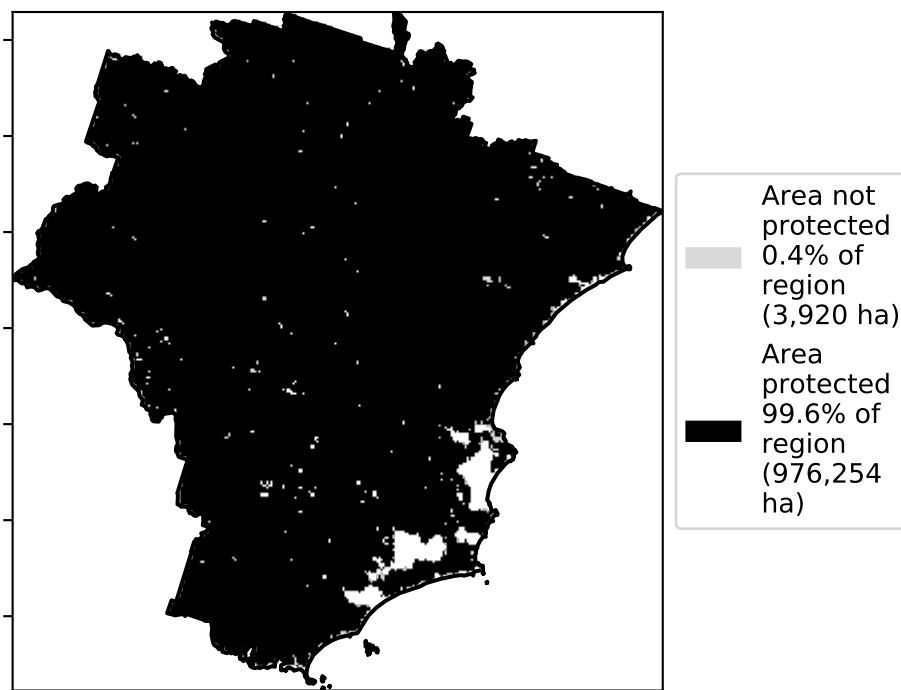 Area not
protected
0.4% of
region
(3,920 ha)
Area
protected
99.6% of
region
(976,254
ha)